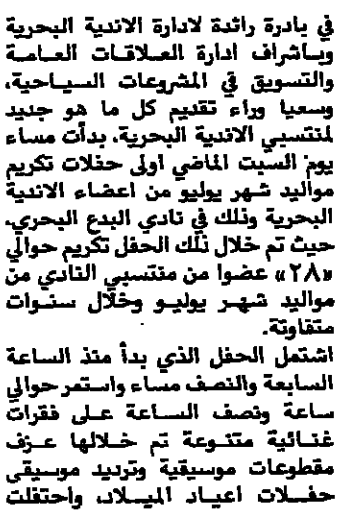 في بادرة رائدة لادارة الاندية البحرية
وباشراف ادارة العلاقات العامة
والتسويق في المشروعات السياحية،
وسعيا وراء تقديم كل ما هو جديد
لمنتسبي الاندية البحرية، بدأت مساء
يوم السبت الماضي اولى حفلات تكريم
مواليد شهر يوليو من اعضاء الاندية
البحرية وذلك في نادي البدع البحري،
حيث تم خلال ذلك الحفل تكريم حوالي
«٢٨» عضوا من منتسبي النادي من
مواليد شهر يوليو وخلال سنوات
متفاوتة.
اشتمل الحفل الذي بدأ منذ الساعة
السابعة والنصف مساء واستمر حوالي
ساعة ونصف الساعة على فقرات
غنائية متنوعة تم خلالها عزف
مقطوعات موسيقية وترديد موسيقى
حفلات اعياد الميلاد، واحتفلت